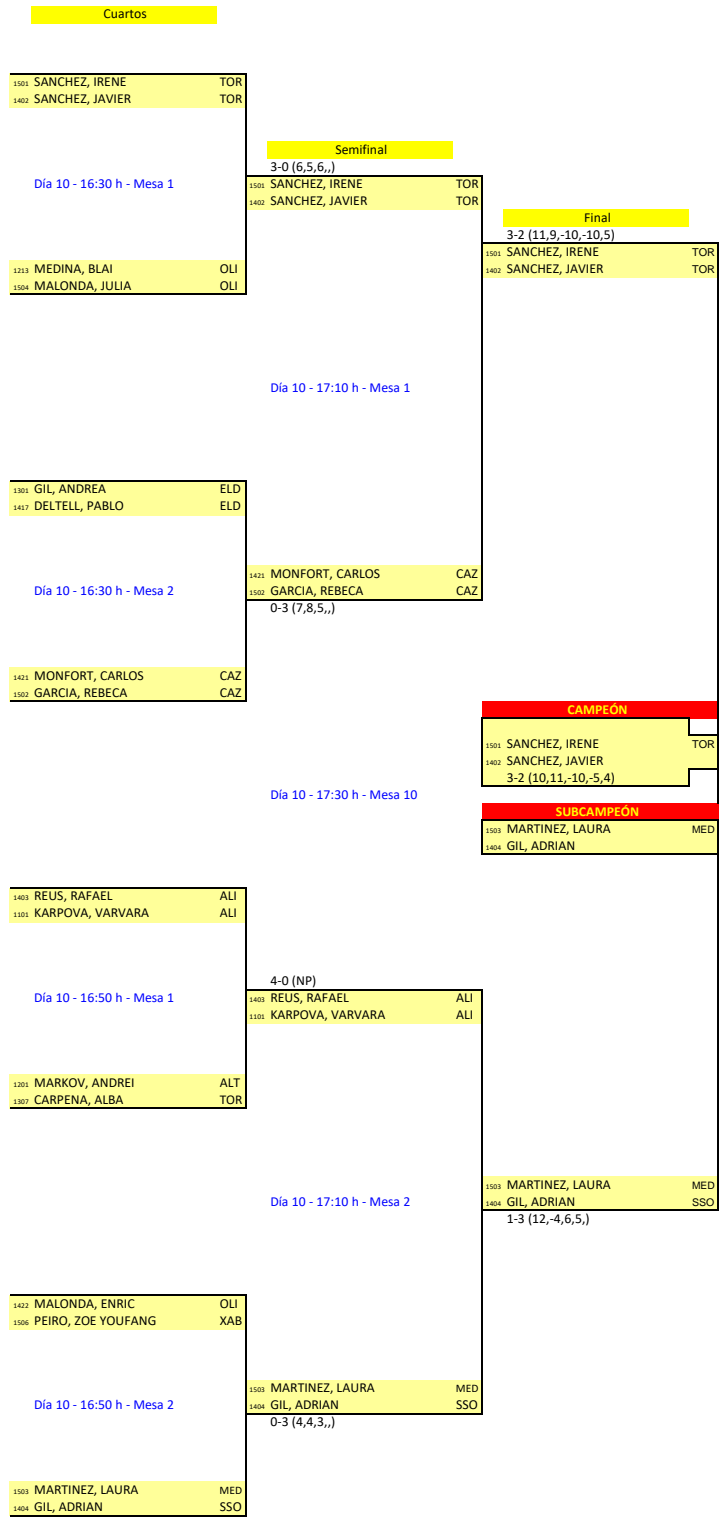 Cuartos
1501 SANCHEZ, IRENE TOR
1402 SANCHEZ, JAVIER TOR
Semifinal
3-0 (6,5,6,,)
Día 10 - 16:30 h - Mesa 1
1501 SANCHEZ, IRENE TOR
1402 SANCHEZ, JAVIER TOR
Final
3-2 (11,9,-10,-10,5)
1501 SANCHEZ, IRENE TOR
1402 SANCHEZ, JAVIER TOR
1213 MEDINA, BLAI OLI
1504 MALONDA, JULIA OLI
Día 10 - 17:10 h - Mesa 1
1301 GIL, ANDREA ELD
1417 DELTELL, PABLO ELD
Día 10 - 16:30 h - Mesa 2
1421 MONFORT, CARLOS CAZ
1502 GARCIA, REBECA CAZ
0-3 (7,8,5,,)
1421 MONFORT, CARLOS CAZ
1502 GARCIA, REBECA CAZ
CAMPEÓN
1501 SANCHEZ, IRENE TOR
1402 SANCHEZ, JAVIER
3-2 (10,11,-10,-5,4)
Día 10 - 17:30 h - Mesa 10
SUBCAMPEÓN
1503 MARTINEZ, LAURA MED
1404 GIL, ADRIAN
1403 REUS, RAFAEL ALI
1101 KARPOVA, VARVARA ALI
4-0 (NP)
Día 10 - 16:50 h - Mesa 1
1403 REUS, RAFAEL ALI
1101 KARPOVA, VARVARA ALI
1201 MARKOV, ANDREI ALT
1307 CARPENA, ALBA TOR
Día 10 - 17:10 h - Mesa 2
1503 MARTINEZ, LAURA MED
1404 GIL, ADRIAN SSO
1-3 (12,-4,6,5,)
1422 MALONDA, ENRIC OLI
1506 PEIRO, ZOE YOUFANG XAB
Día 10 - 16:50 h - Mesa 2
1503 MARTINEZ, LAURA MED
1404 GIL, ADRIAN SSO
0-3 (4,4,3,,)
1503 MARTINEZ, LAURA MED
1404 GIL, ADRIAN SSO